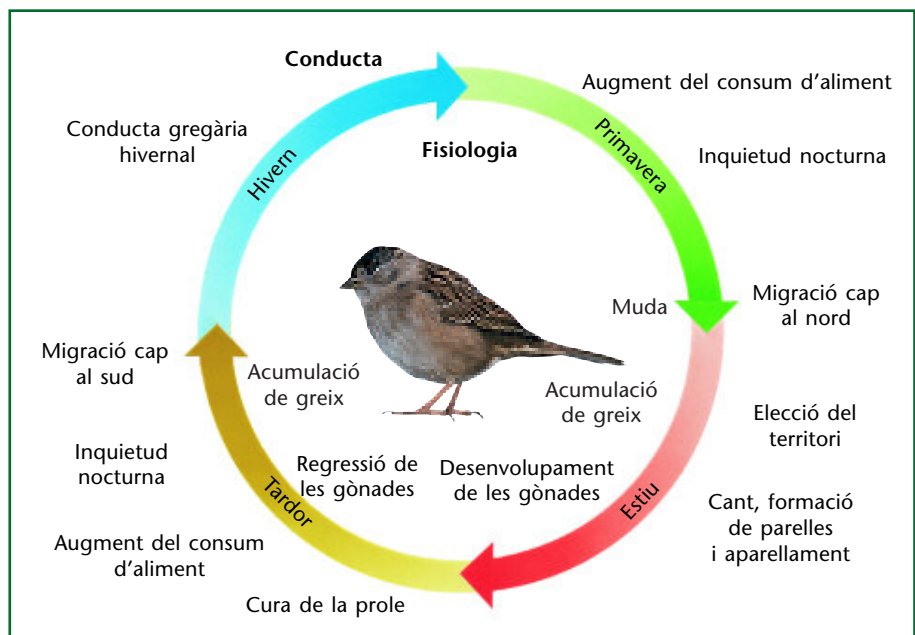 Conducta
Augment del consum d’aliment
Conducta gregària
hivernal
Fisiologia
Hivern
Primavera
Inquietud nocturna
Muda
Migració cap
al nord
Migració cap
al sud
Acumulació
de greix
Acumulació
de greix
Elecció del
territori
Inquietud
nocturna
Regressió de
les gònades
Desenvolupament
de les gònades
Tardor
Estiu
Cant, formació
de parelles
i aparellament
Augment del consum
d’aliment
Cura de la prole